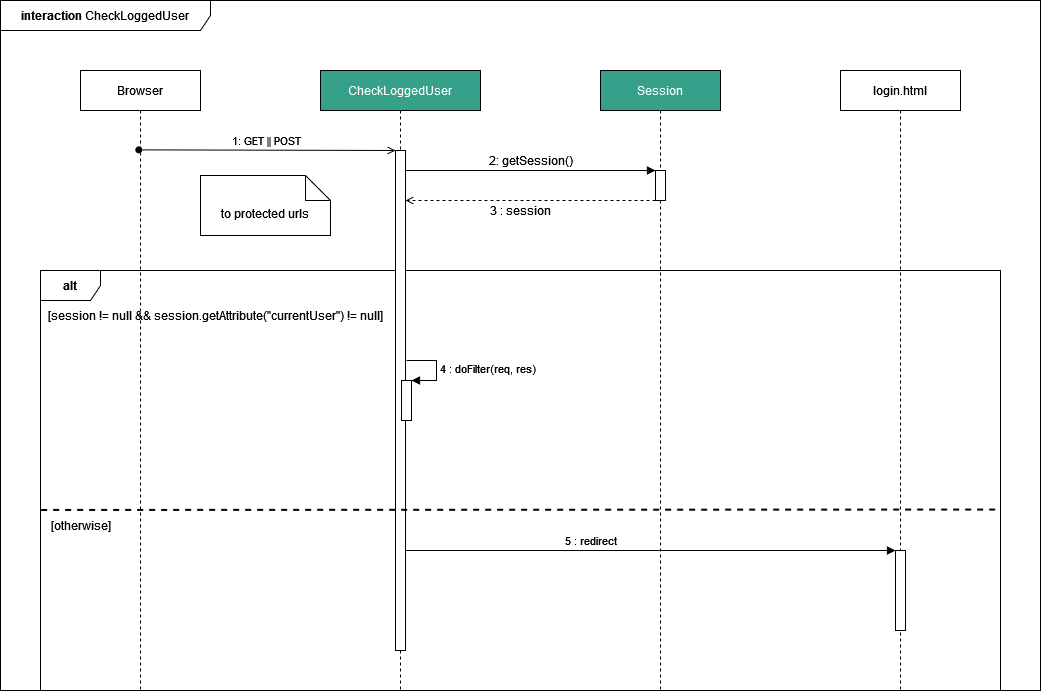 interaction CheckLoggedUser
Browser
CheckLoggedUser
Session
login.html
1: GET || POST
2: getSession()
to protected urls
3 : session
alt
[session != null && session.getAttribute("currentUser") != null]
4 : doFilter(req, res)
[otherwise]
5 : redirect